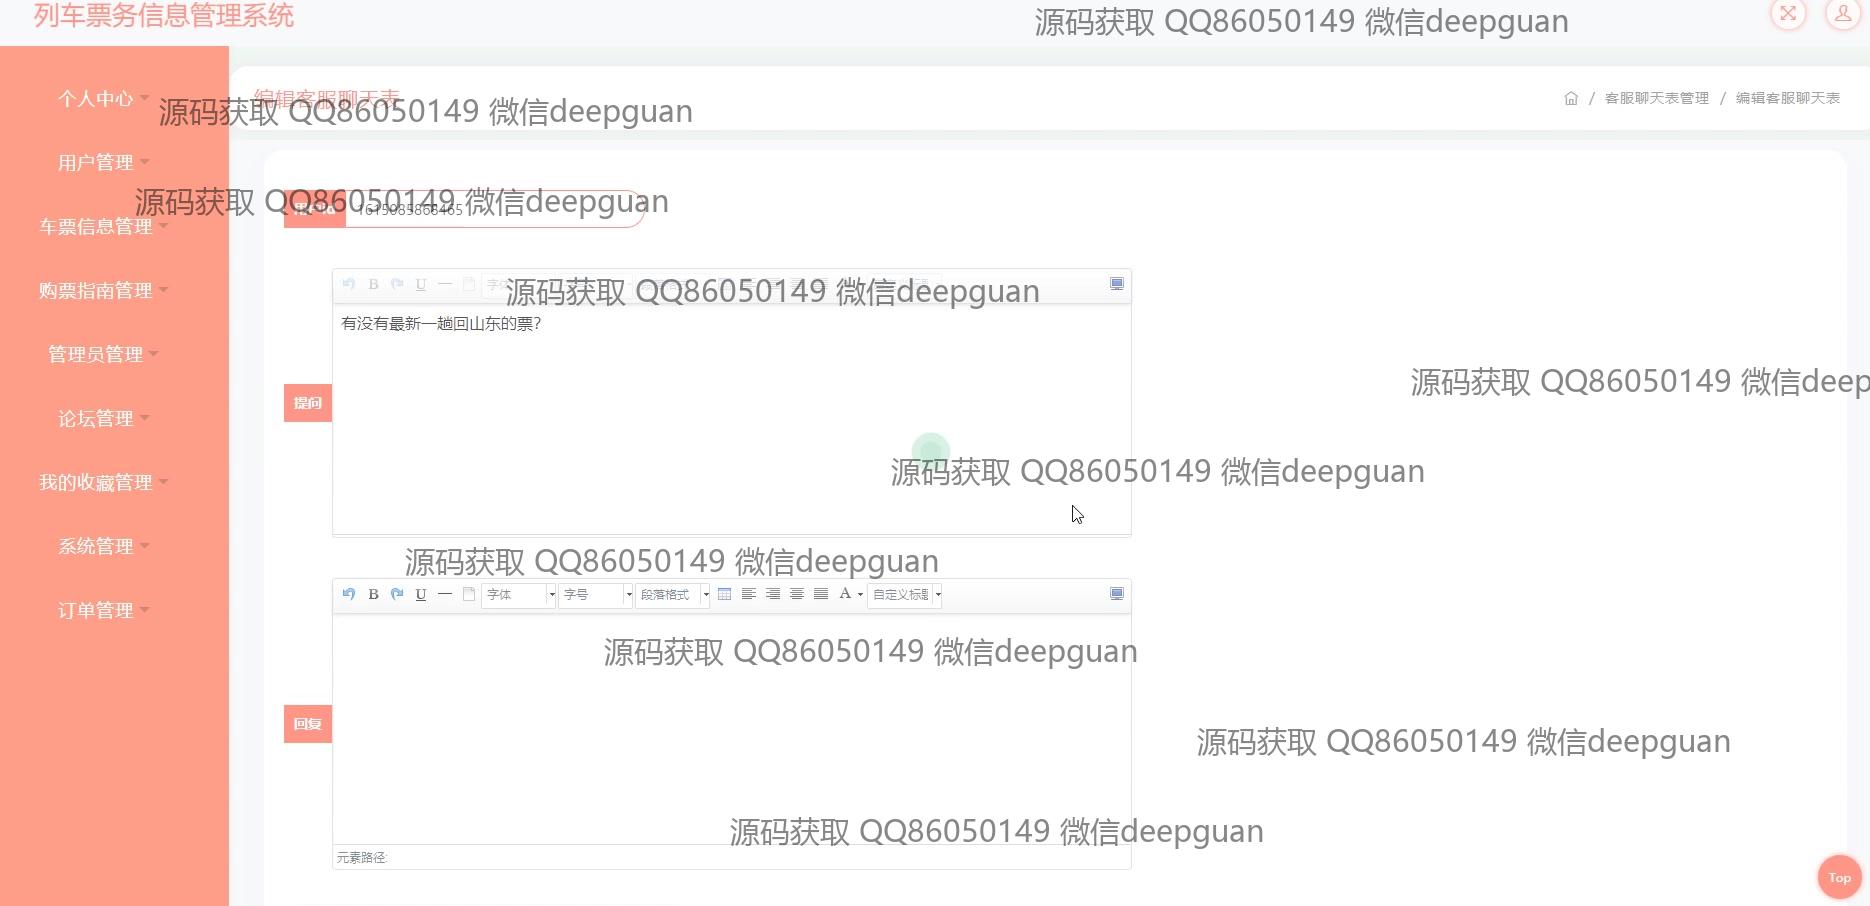 列车票务信息管理系统
源码获取 QQ86050149 微信deepguan
个人中心
编辑客服聊天表
/ 客服聊天表管理 / 编辑客服聊天表
源码获取 QQ86050149 微信deepguan
用户管理
源码获取 QQ86050149 微信deepguan
1615085868465
车票信息管理
购票指南管理
源码获取 QQ86050149 微信deepguan
有没有最新一趟回山东的票?
管理员管理
源码获取 QQ86050149 微信deep
提问
论坛管理
源码获取 QQ86050149 微信deepguan
我的收藏管理
系统管理
源码获取 QQ86050149 微信deepguan
B U 字体 字号 段落格式 A 自定义标题
订单管理
源码获取 QQ86050149 微信deepguan
回复
源码获取 QQ86050149 微信deepguan
源码获取 QQ86050149 微信deepguan
元素路径:
Top